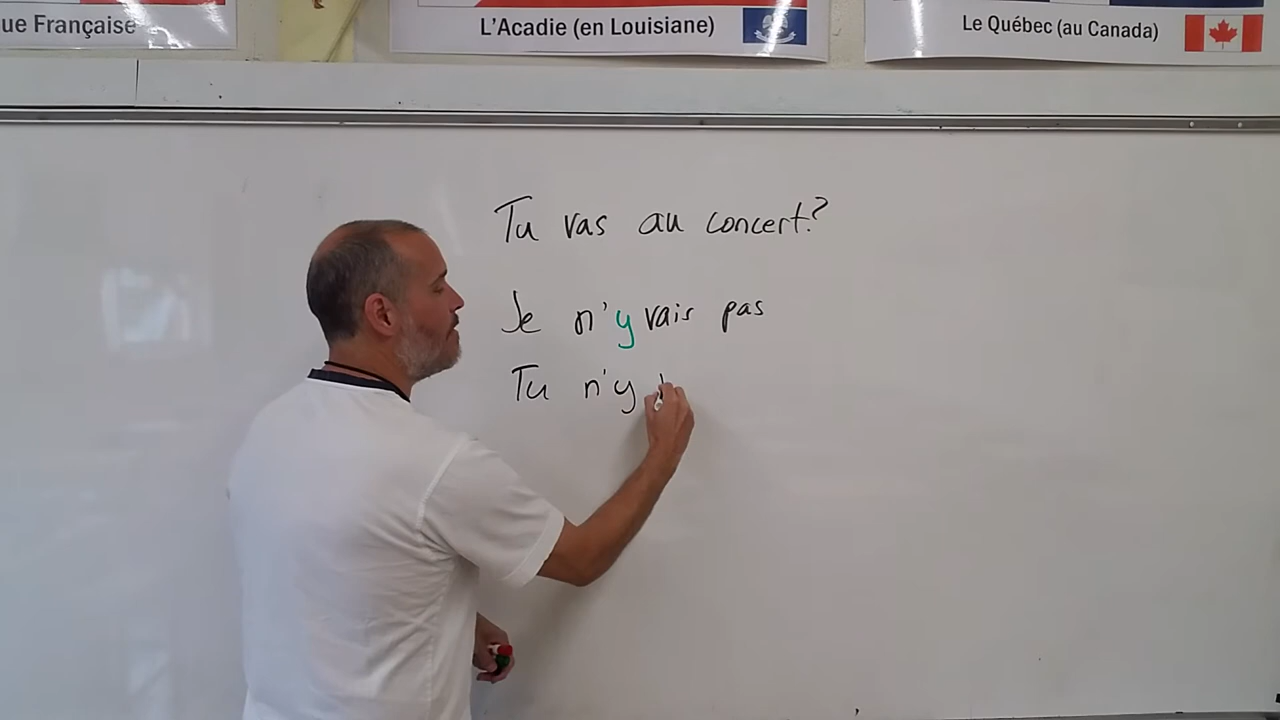 ue Française
L'Acadie (en Louisiane)
Le Québec (au Canada)
Tu vas au concert?
Je n'y vais pas
Tu n'y